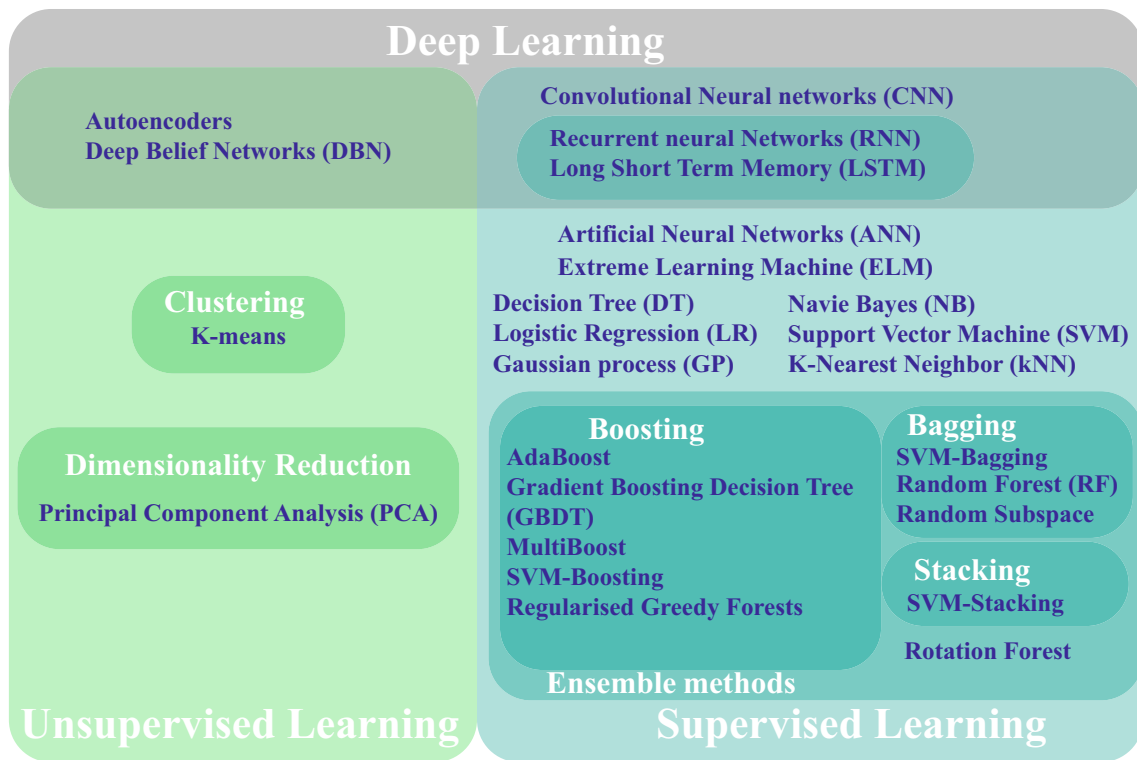 Deep Learning
Autoencoders
Deep Belief Networks (DBN)
Convolutional Neural networks (CNN)
Recurrent neural Networks (RNN)
Long Short Term Memory (LSTM)
Artificial Neural Networks (ANN)
Extreme Learning Machine (ELM)
Decision Tree (DT)
Logistic Regression (LR)
Gaussian process (GP)
Navie Bayes (NB)
Support Vector Machine (SVM)
K-Nearest Neighbor (kNN)
Clustering
K-means
Dimensionality Reduction
Principal Component Analysis (PCA)
Boosting
AdaBoost
Gradient Boosting Decision Tree
(GBDT)
MultiBoost
SVM-Boosting
Regularised Greedy Forests
Bagging
SVM-Bagging
Random Forest (RF)
Random Subspace
Stacking
SVM-Stacking
Rotation Forest
Ensemble methods
Unsupervised Learning
Supervised Learning